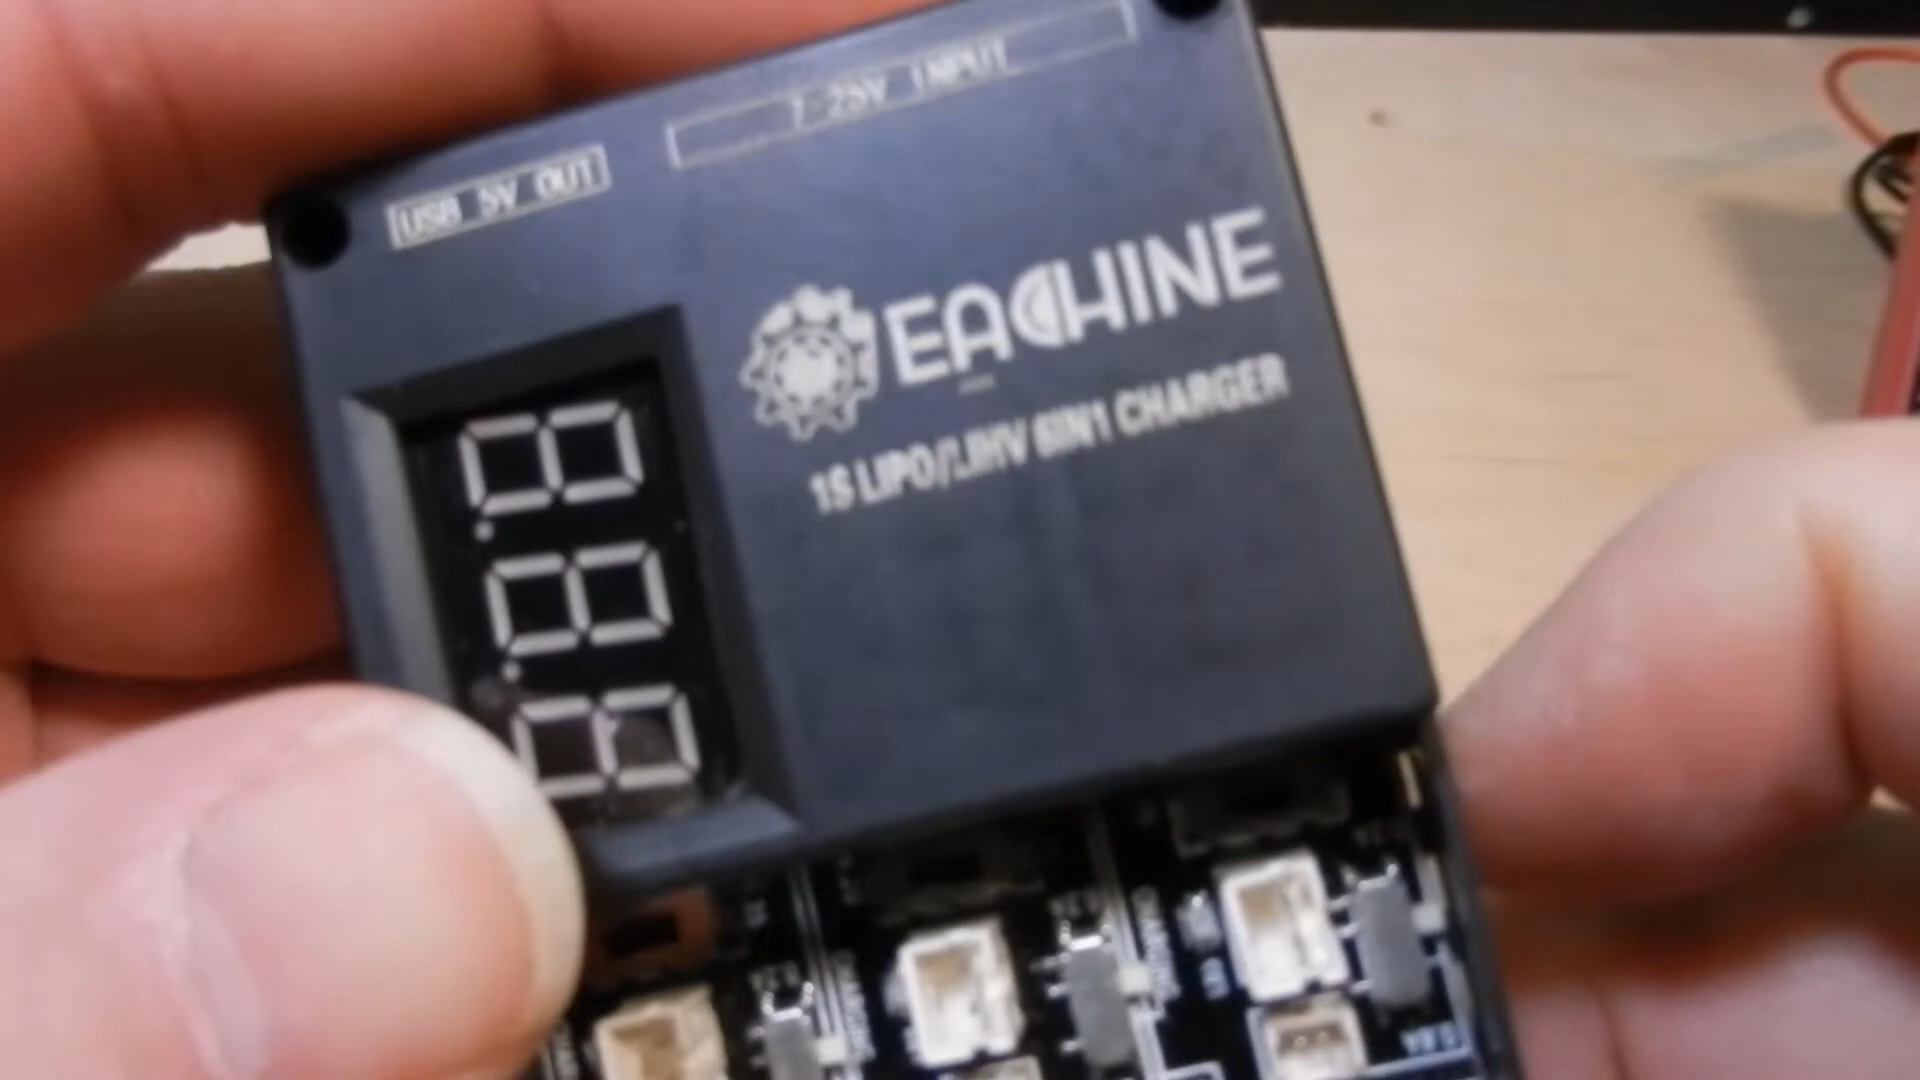 7-25V INPUT
USB 5V OUT
EACHINE
1S LIPO/LIHV 6IN1 CHARGER